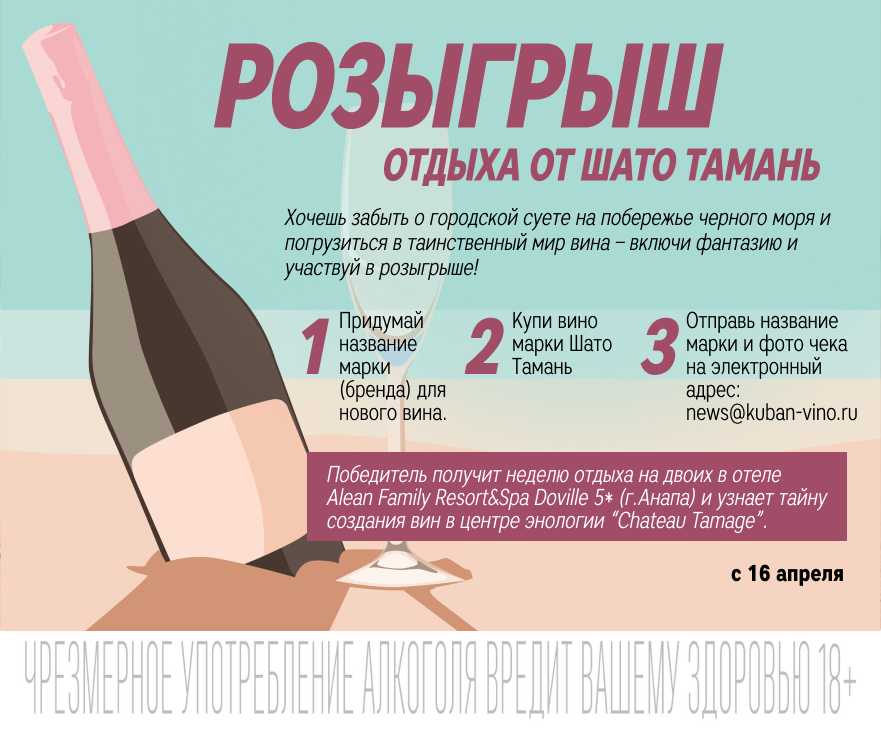 РОЗЫГРЫШ
ОТДЫХА ОТ ШАТО ТАМАНЬ
Хочешь забыть о городской суете на побережье черного моря и
погрузиться в таинственный мир вина – включи фантазию и
участвуй в розыгрыше!
1
Придумай
название
марки
(бренда) для
нового вина.
2
Купи вино
марки Шато
Тамань
3
Отправь название
марки и фото чека
на электронный
адрес:
news@kuban-vino.ru
Победитель получит неделю отдыха на двоих в отеле
Alean Family Resort&Spa Doville 5* (г.Анапа) и узнает тайну
создания вин в центре энологии “Chateau Tamage”.
с 16 апреля
ЧРЕЗМЕРНОЕ УПОТРЕБЛЕНИЕ АЛКОГОЛЯ ВРЕДИТ ВАШЕМУ ЗДОРОВЬЮ 18+